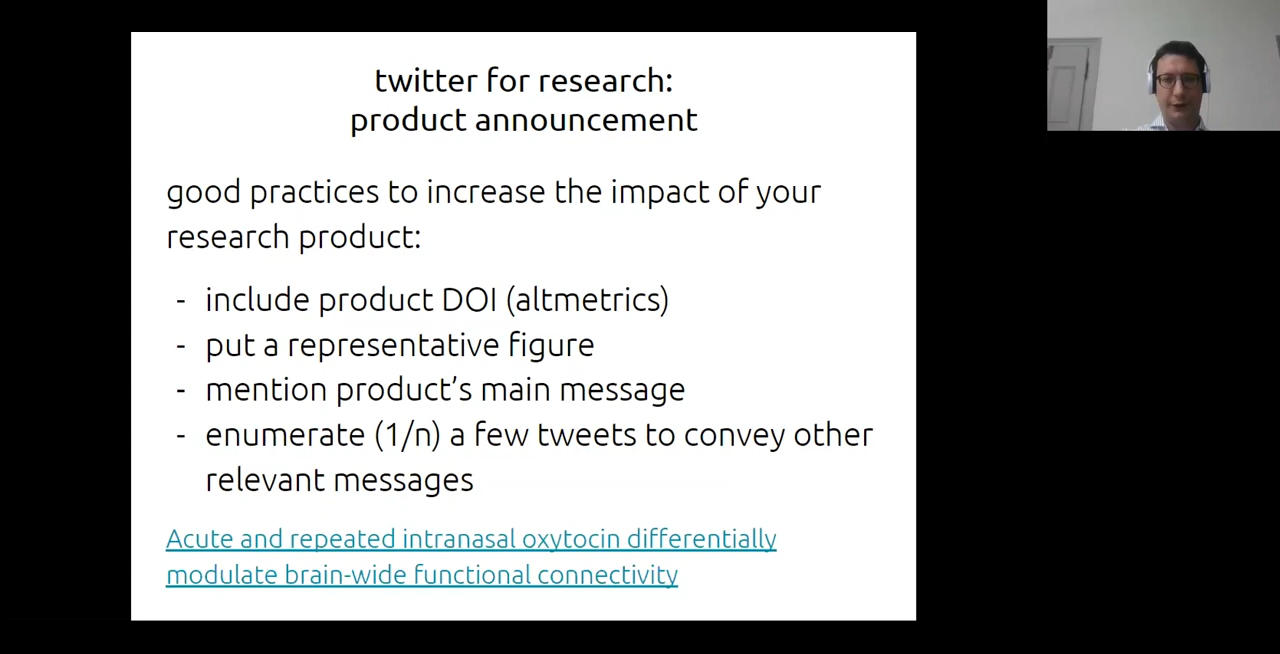 twitter for research:
product announcement
good practices to increase the impact of your
research product:
- include product DOI (altmetrics)
- put a representative figure
- mention product’s main message
- enumerate (1/n) a few tweets to convey other
relevant messages
Acute and repeated intranasal oxytocin differentially
modulate brain-wide functional connectivity